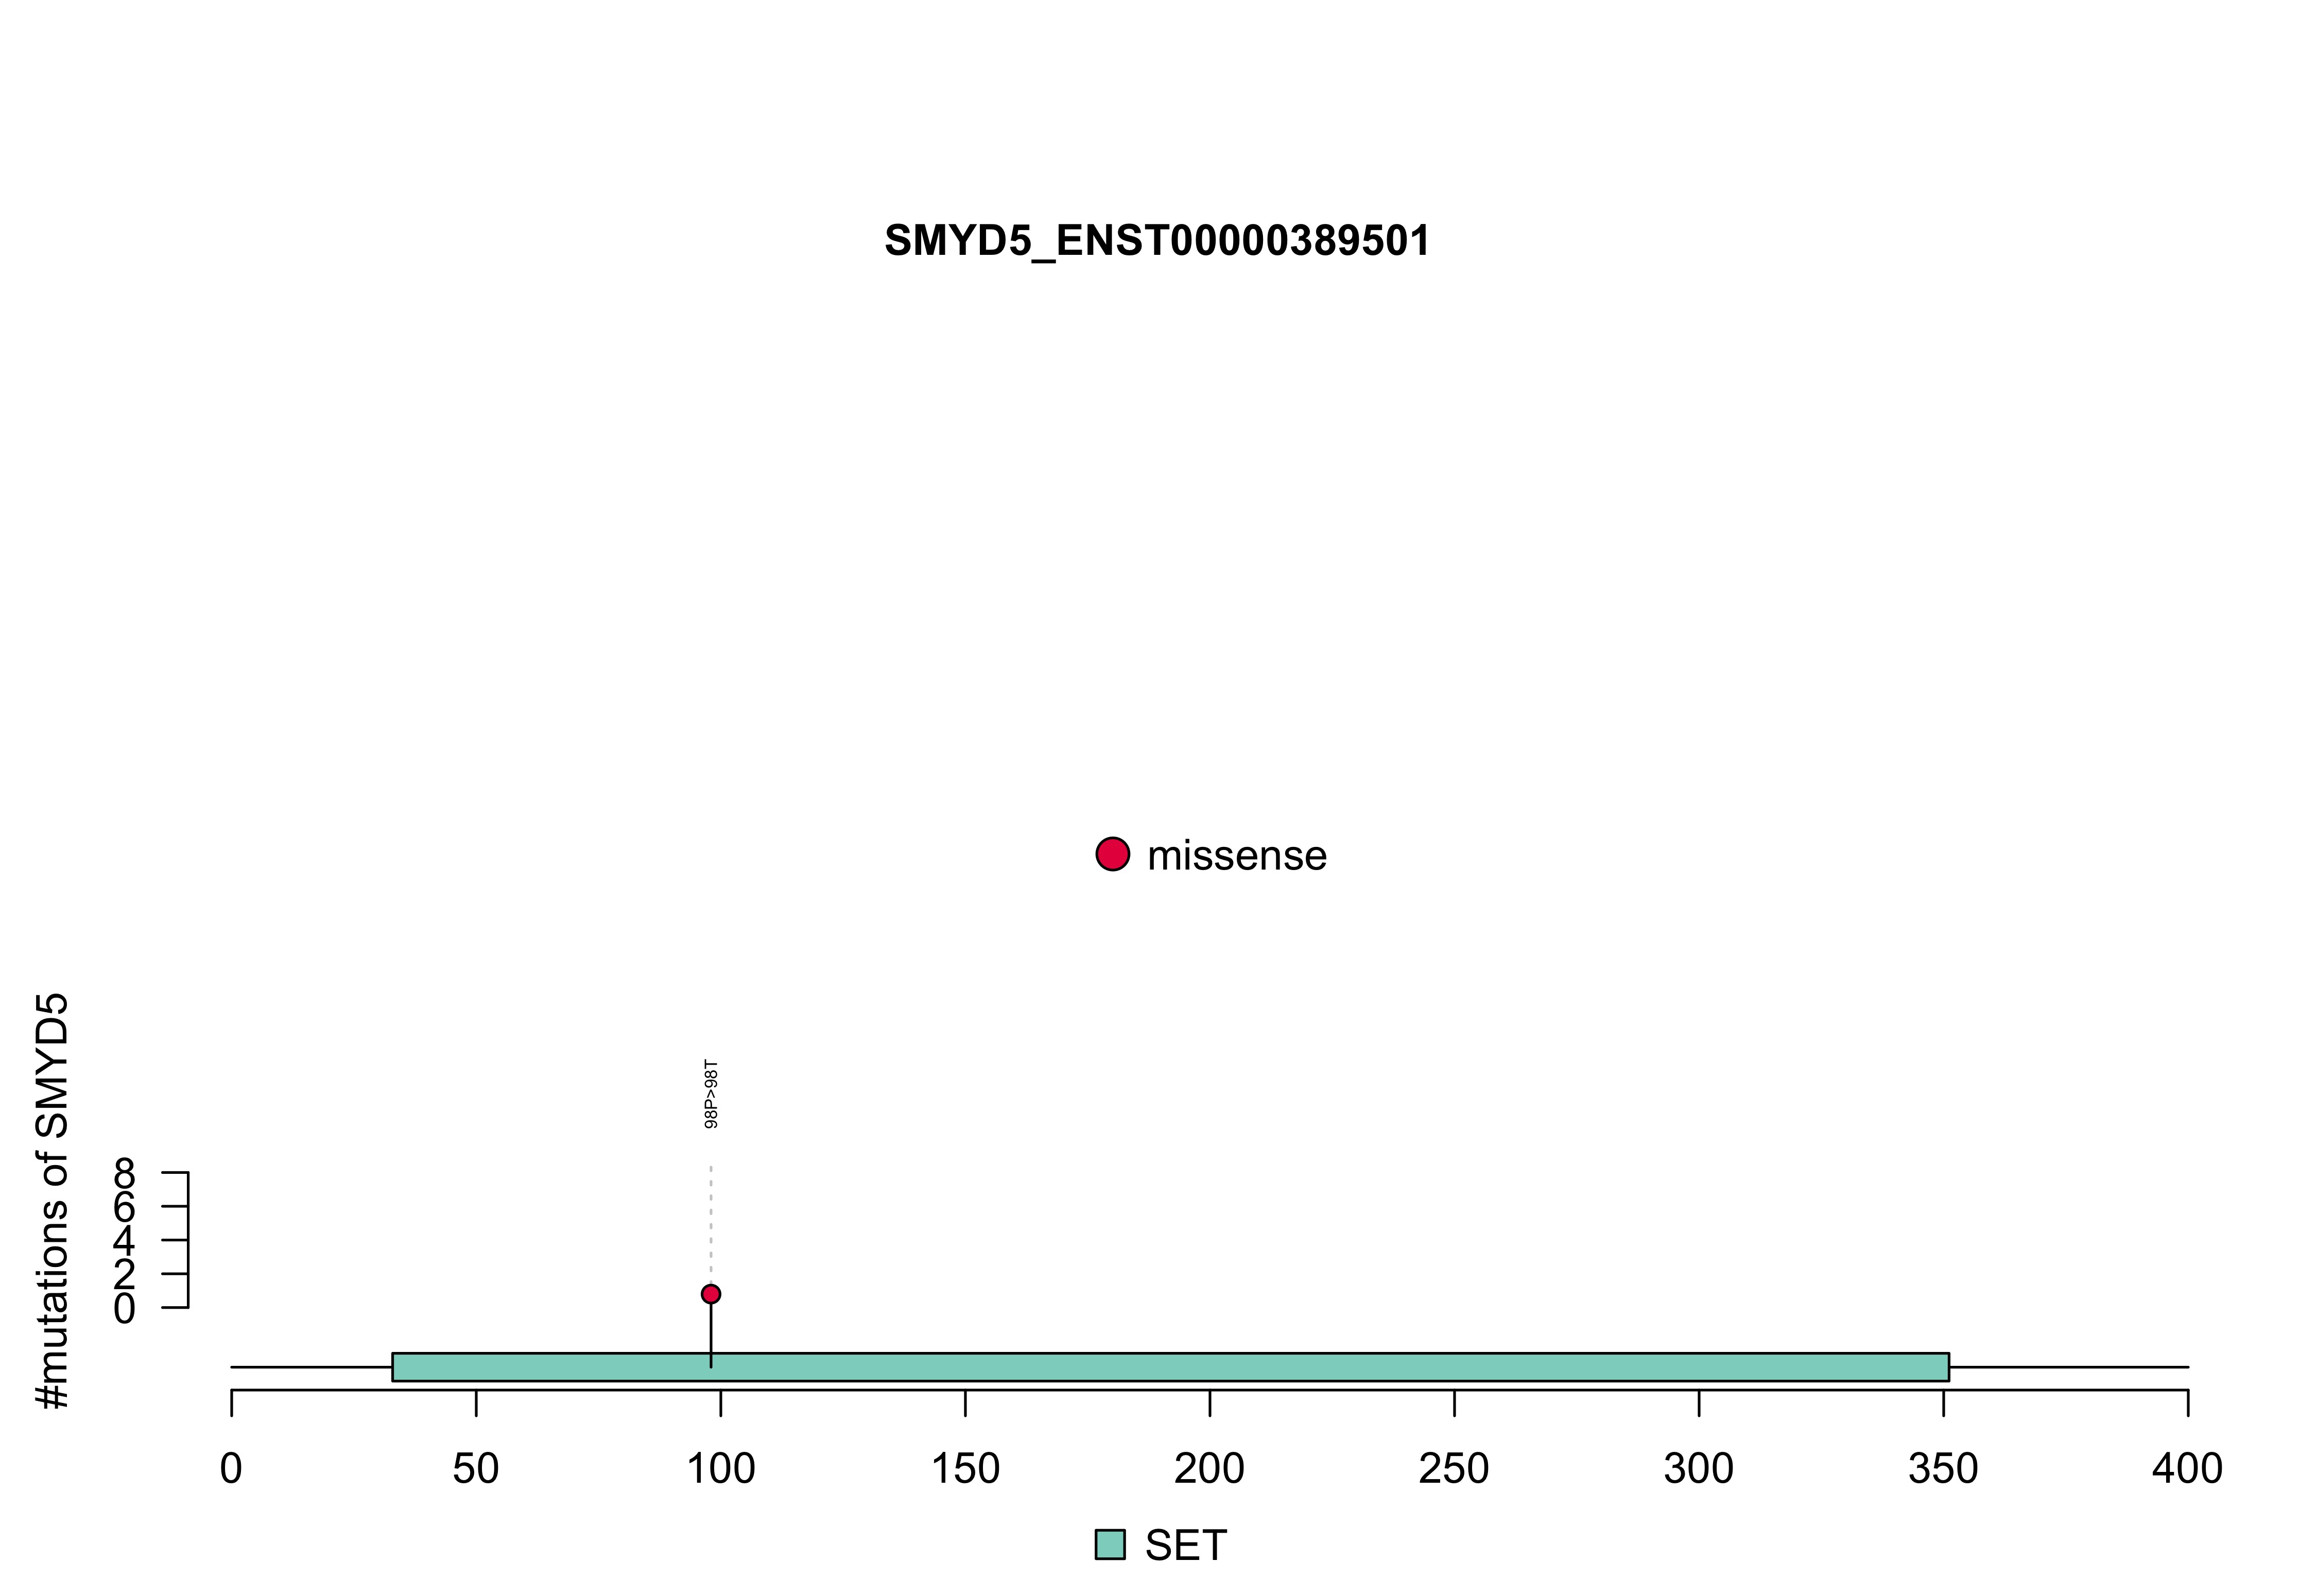 SMYD5_ENST00000389501
missense
#mutations of SMYD5
98P>98T
8
6
4
2
0
0 50 100 150 200 250 300 350 400
SET